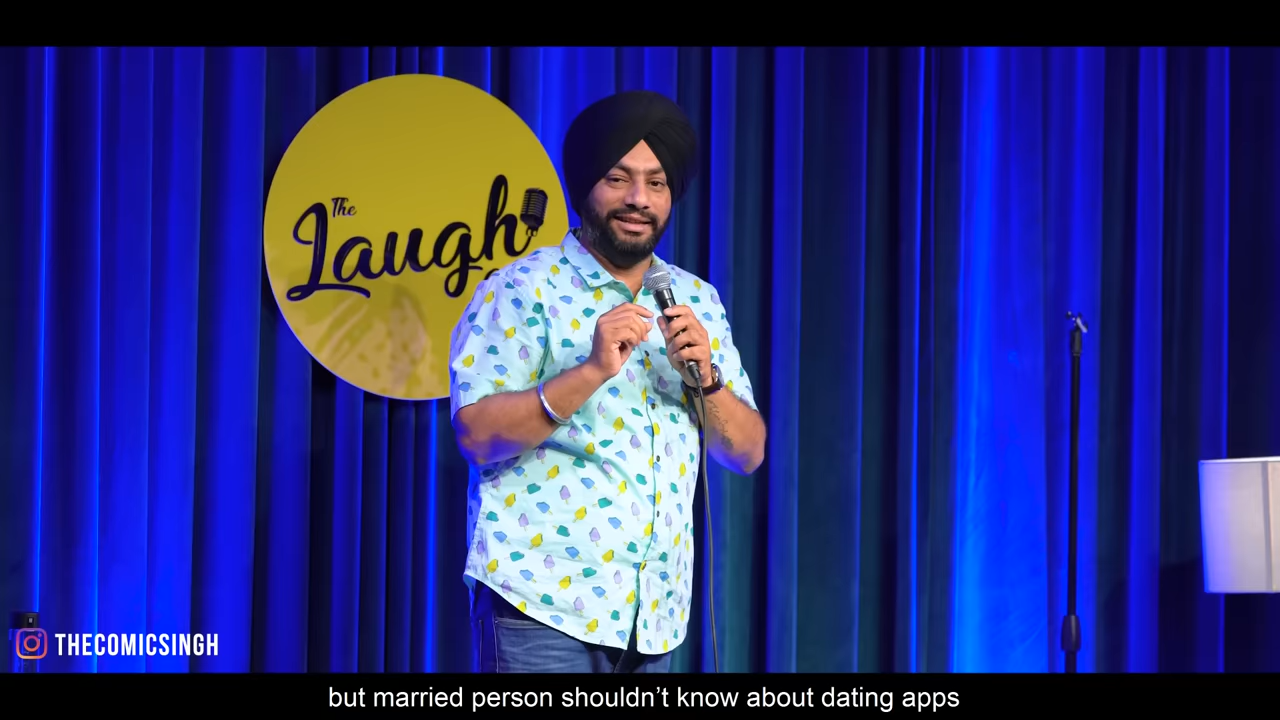 The
Laugh
THECOMICSINGH
but married person shouldn’t know about dating apps